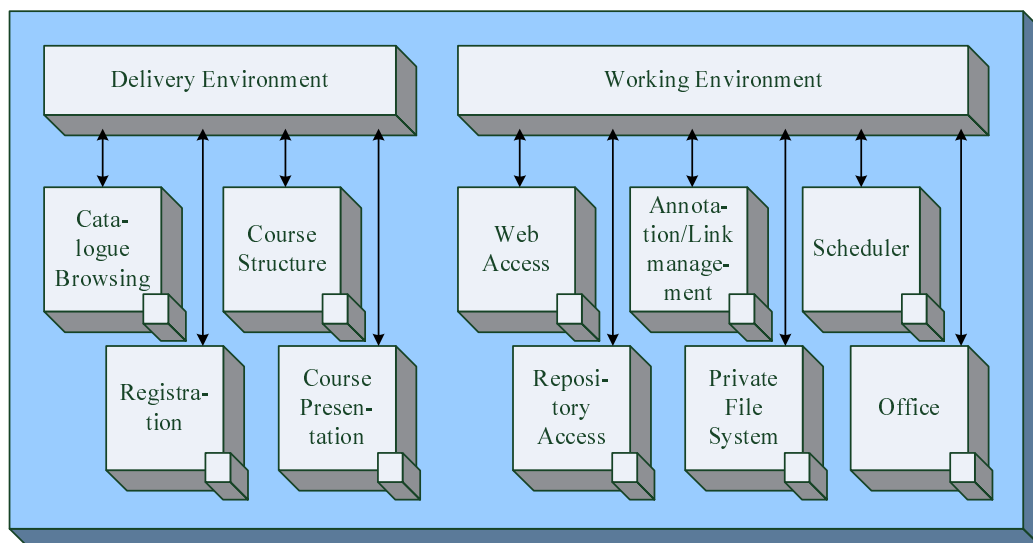 Delivery Environment
Working Environment
Cata-
logue
Browsing
Course
Structure
Web
Access
Annota-
tion/Link
manage-
ment
Scheduler
Registra-
tion
Course
Presen-
tation
Reposi-
tory
Access
Private
File
System
Office